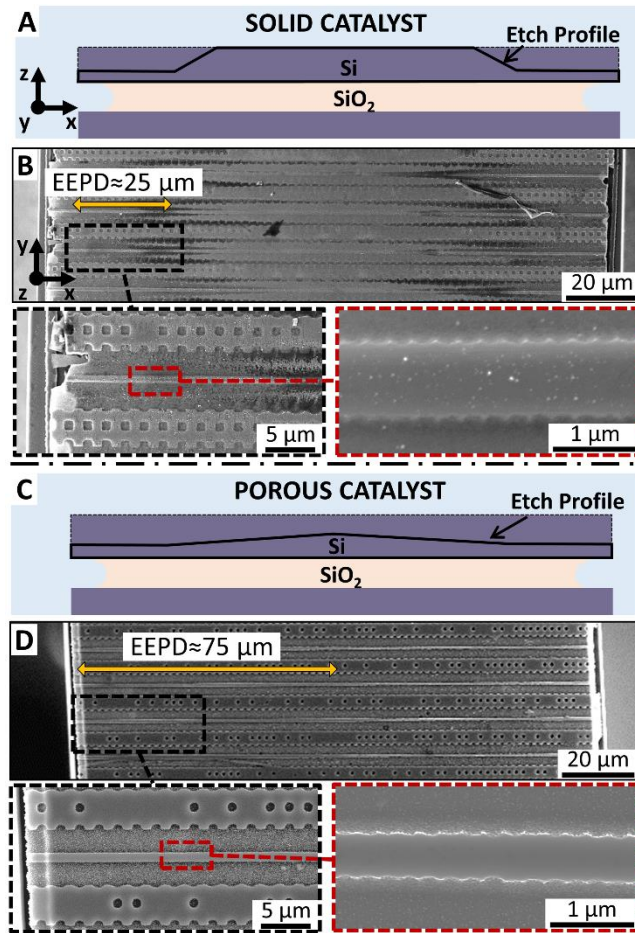 A
SOLID CATALYST
Etch Profile
z
Si
SiO₂
y
x
B
EEPD≈25 μm
y
z
x
20 μm
5 μm
1 μm
C
POROUS CATALYST
Etch Profile
Si
SiO₂
D
EEPD≈75 μm
20 μm
5 μm
1 μm